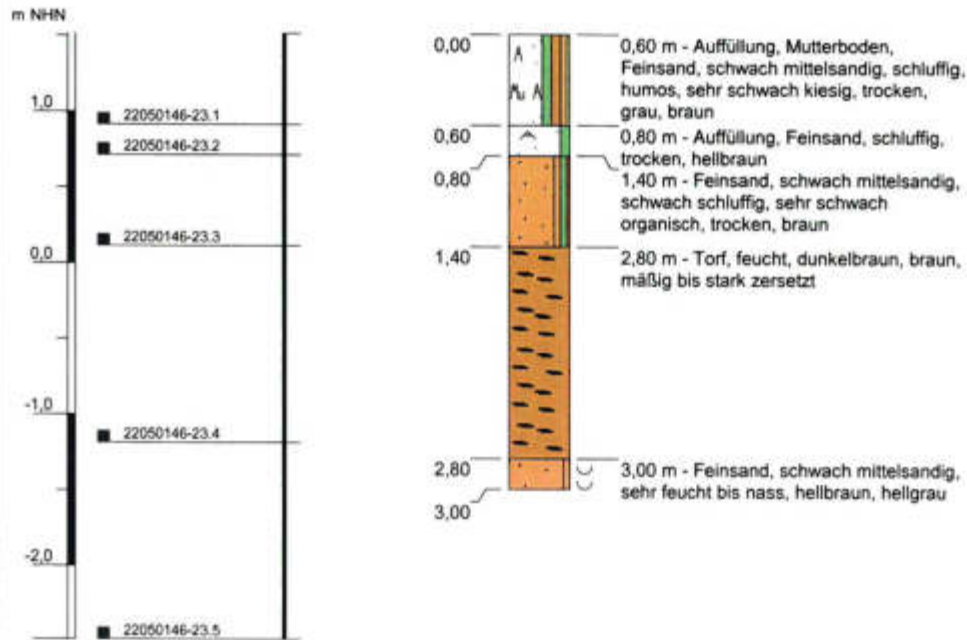 m NHN
1,0
0,0
-1,0
-2,0
22050146-23.1
22050146-23.2
22050146-23.3
22050146-23.4
22050146-23.5
0,00
0,60
0,80
1,40
2,80
3,00
A
Mu A
0,60 m - Auffüllung, Mutterboden,
Feinsand, schwach mittelsandig, schluffig,
humos, sehr schwach kiesig, trocken,
grau, braun
0,80 m - Auffüllung, Feinsand, schluffig,
trocken, hellbraun
1,40 m - Feinsand, schwach mittelsandig,
schwach schluffig, sehr schwach
organisch, trocken, braun
2,80 m - Torf, feucht, dunkelbraun, braun,
mäßig bis stark zersetzt
3,00 m - Feinsand, schwach mittelsandig,
sehr feucht bis nass, hellbraun, hellgrau